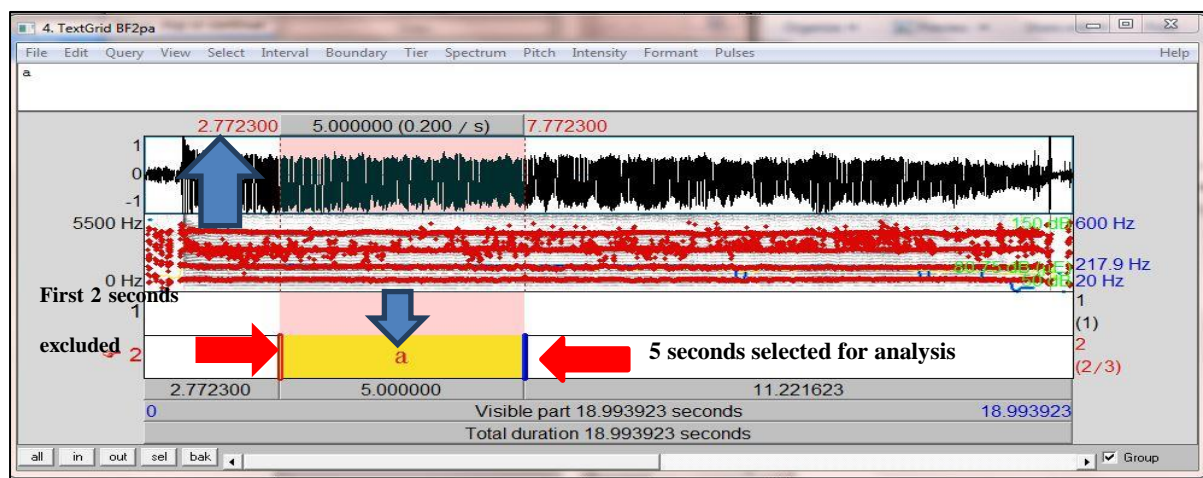 4. TextGrid BF2pa
File Edit Query View Select Interval Boundary Tier Spectrum Pitch Intensity Formant Pulses Help
a
2.772300 5.000000 (0.200 / s) 7.772300
1
0
-1
5500 Hz 150 dB 600 Hz
217.9 Hz
0 Hz 20 Hz
First 2 seconds
1 1
(1)
excluded 2 a 5 seconds selected for analysis 2
(2/3)
2.772300 5.000000 11.221623
0 Visible part 18.993923 seconds 18.993923
Total duration 18.993923 seconds
all in out sel bak Group